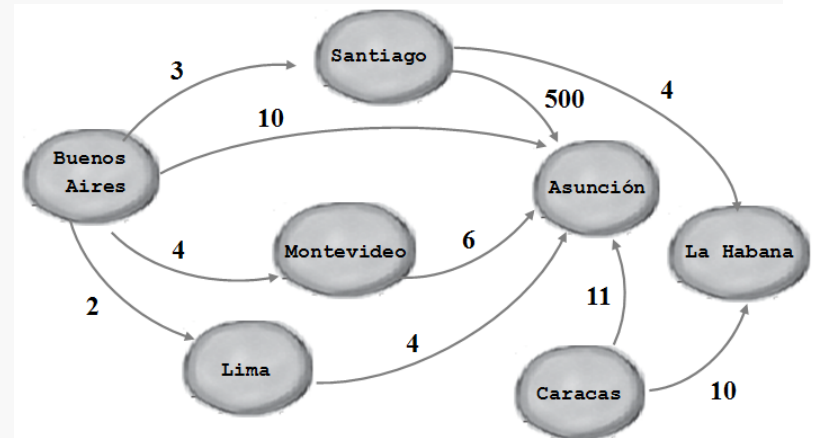 Santiago
3
500
4
10
Buenos
Aires
Asunción
4
Montevideo
6
La Habana
2
11
4
Lima
Caracas
10